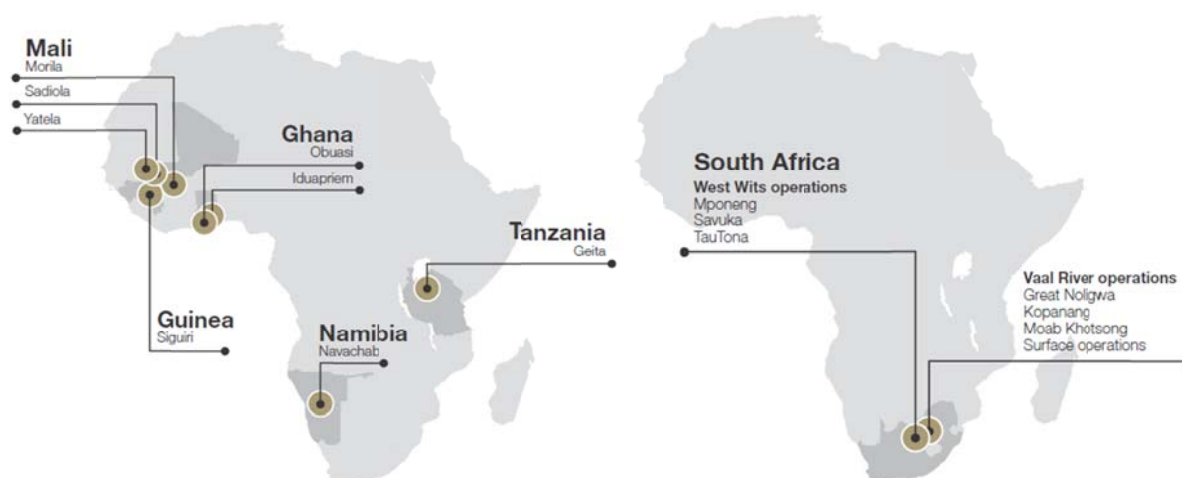 Mali
Morila
Sadiola
Yatela
Ghana
Obuasi
Iduapriem
Tanzania
Geita
Guinea
Siguiri
Namibia
Navachab
South Africa
West Wits operations
Mponeng
Savuka
TauTona
Vaal River operations
Great Noligwa
Kopanang
Moab Khotsong
Surface operations